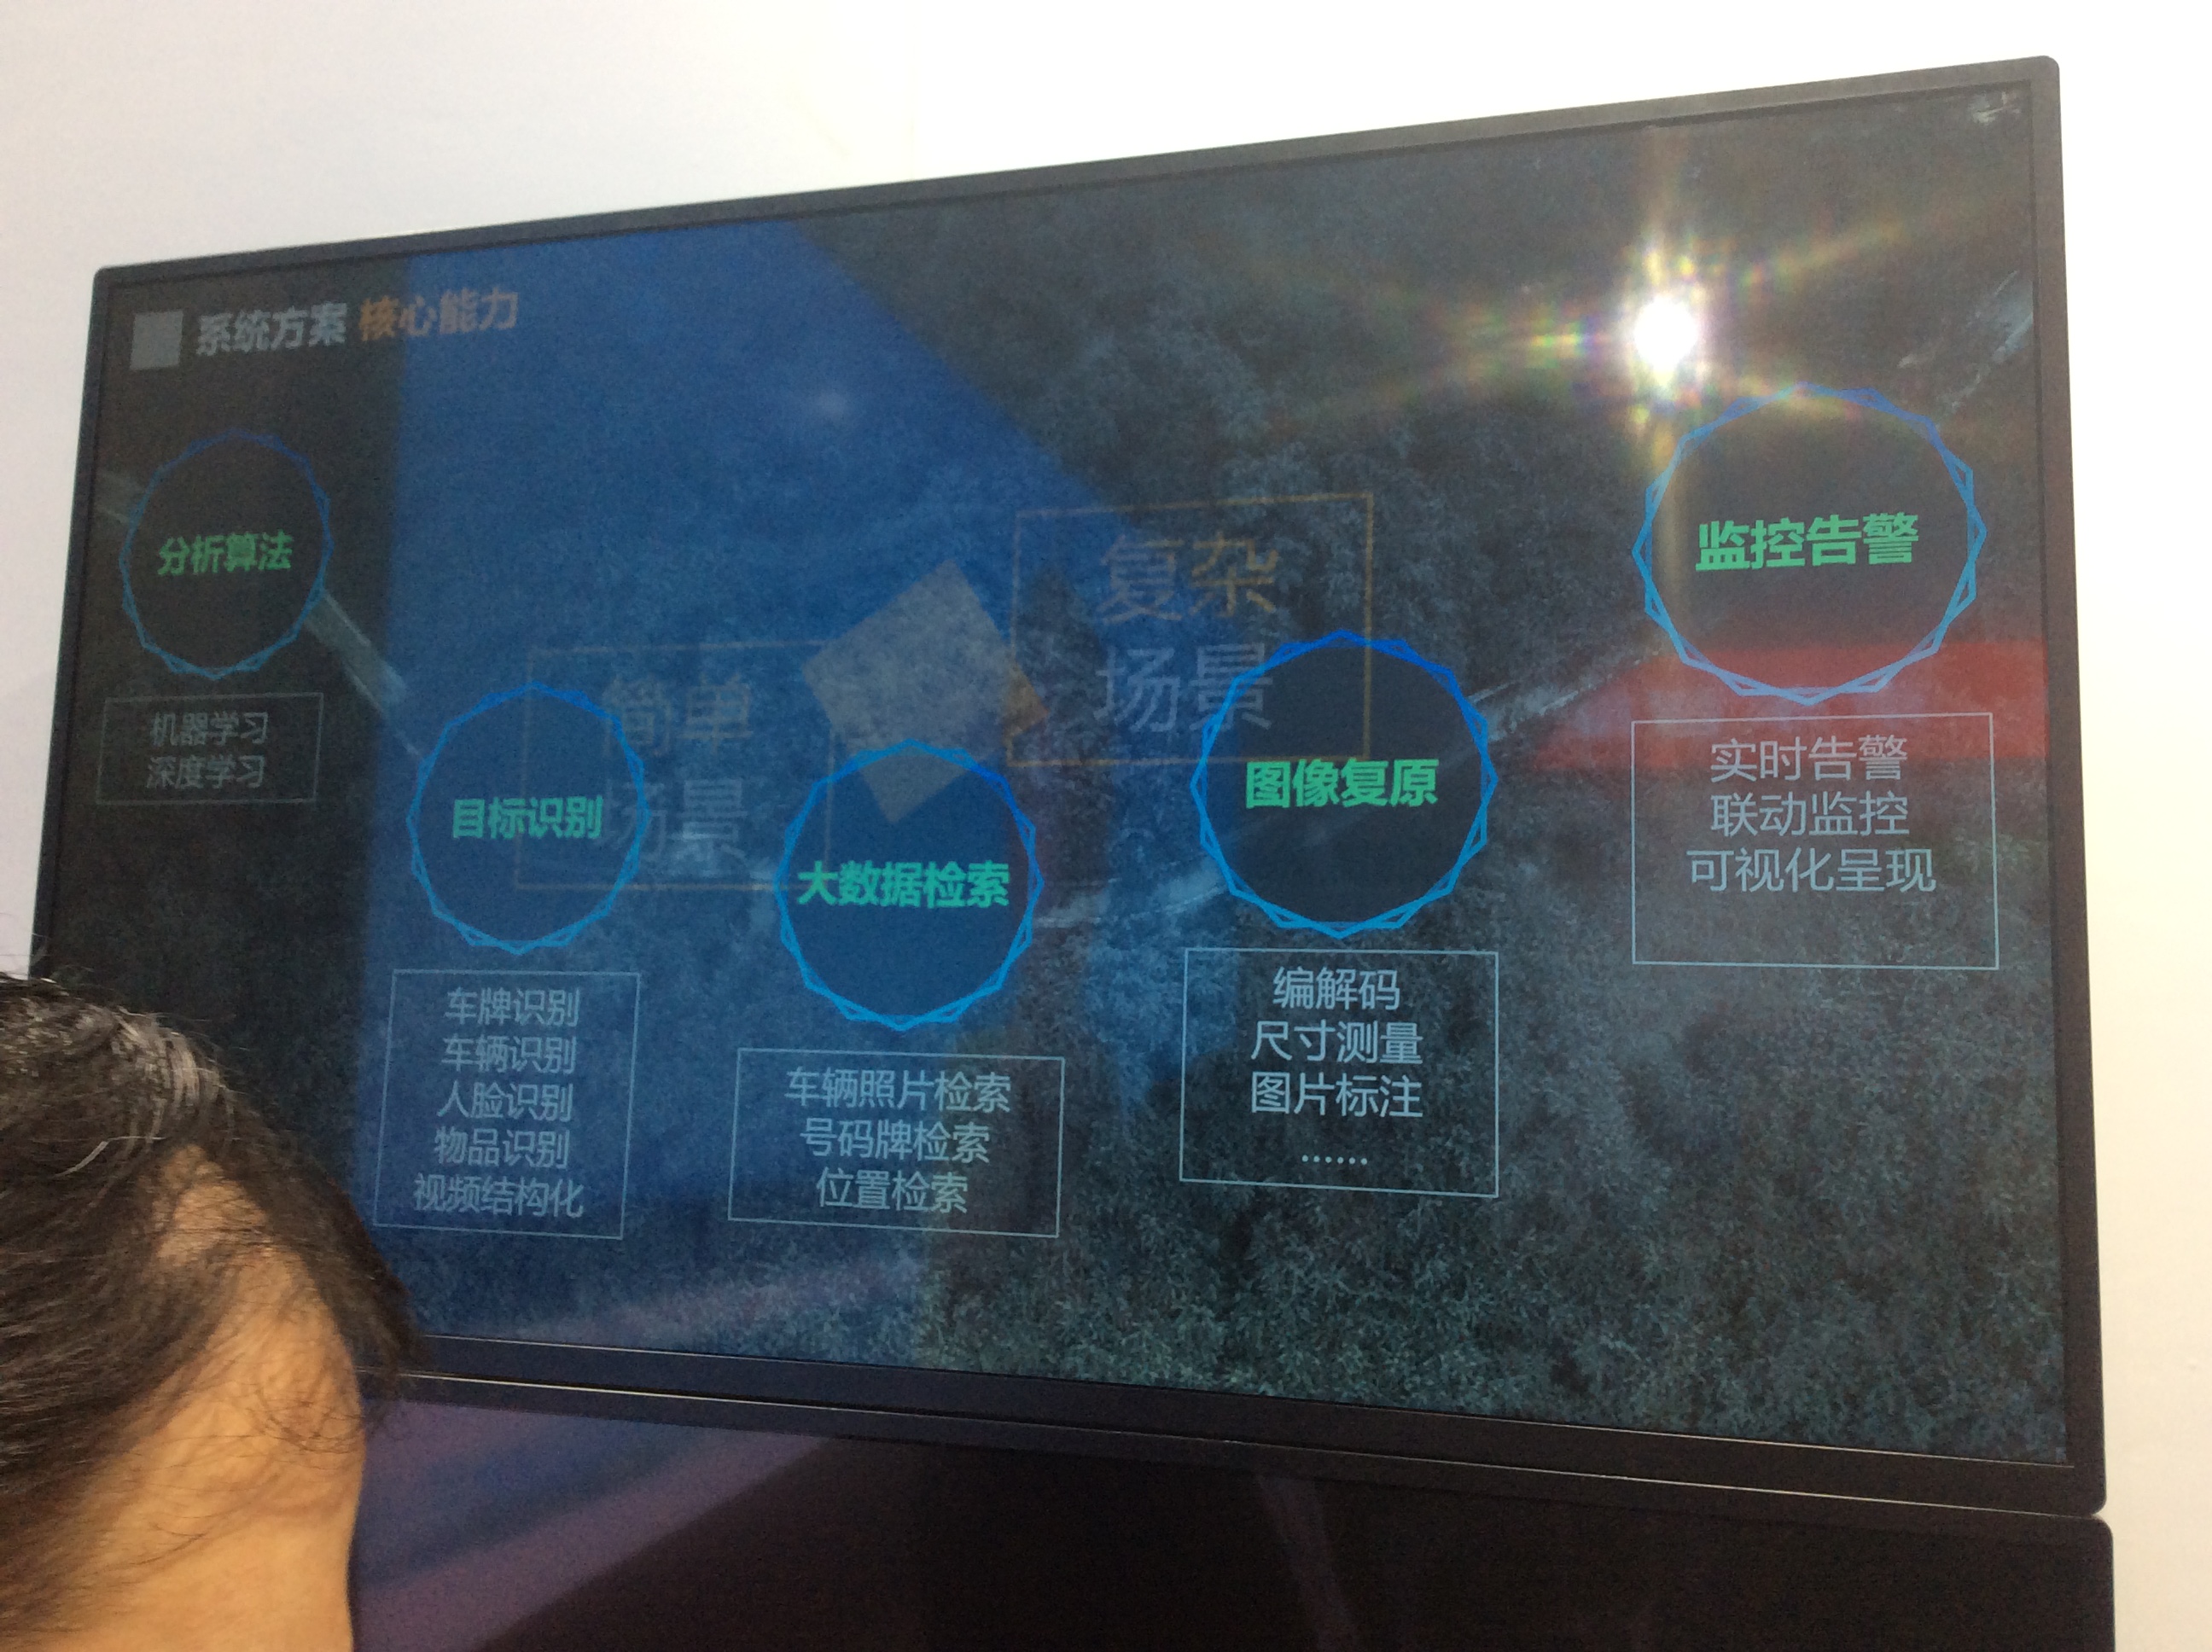 系统方案 核心能力
分析算法
机器学习
深度学习
目标识别
车牌识别
车辆识别
人脸识别
物品识别
视频结构化
简单
场景
大数据检索
车辆照片检索
号码牌检索
位置检索
复杂
场景
图像复原
编解码
尺寸测量
图片标注
……
监控告警
实时告警
联动监控
可视化呈现